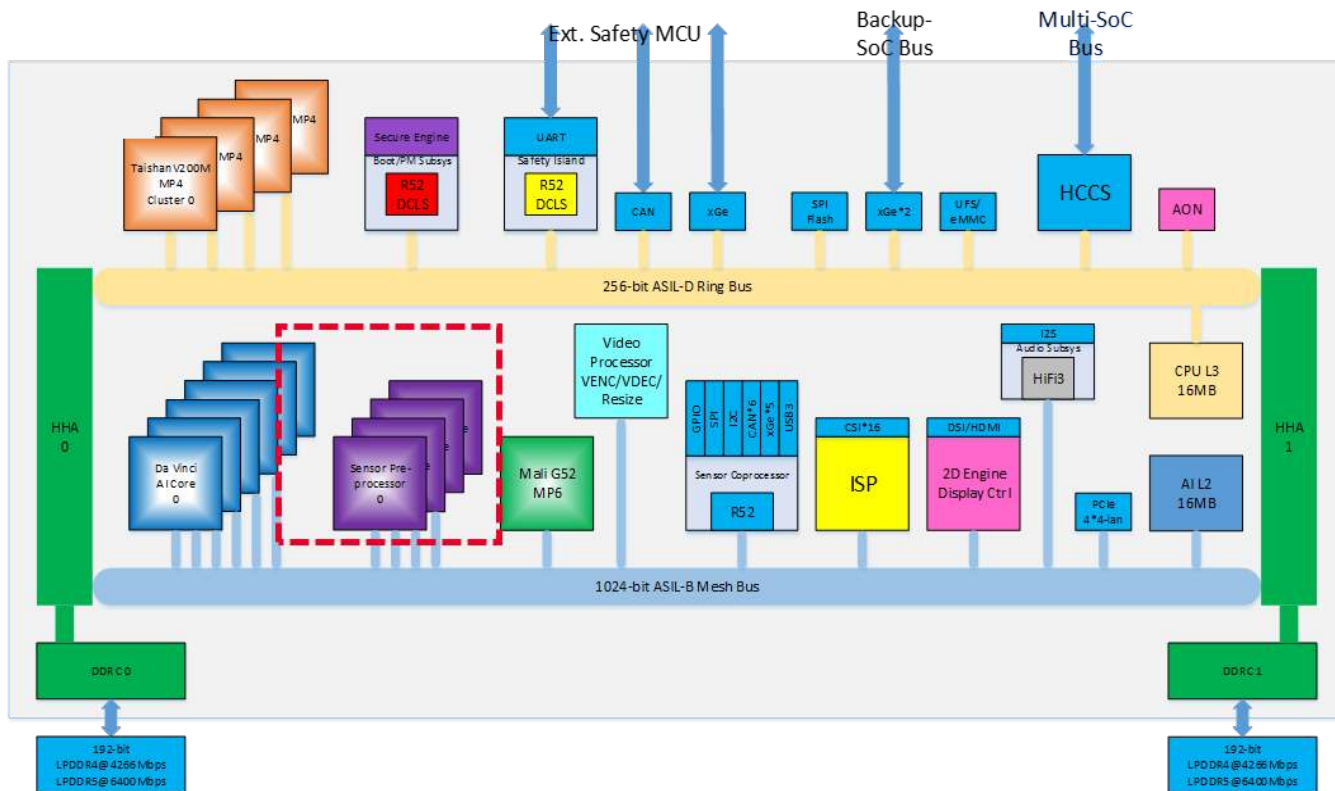 Ext. Safety MCU
Backup-
SoC Bus
Multi-SoC
Bus
MP4
MP4
MP4
Taishan V200M
MP4
Cluster 0
Secure Engine
Boot/PM Subsys
R52
DCLS
UART
Safety Island
R52
DCLS
CAN
xGe
SPI
Flash
xGe*2
UFS/
eMMC
HCCS
AON
256-bit ASIL-D Ring Bus
HHA
0
HHA
1
Da Vinci
AI Core
0
Sensor Pre-
processor
0
Video
Processor
VENC/VDEC/
Resize
Mali G52
MP6
GPIO
SPI
I2C
CAN*6
xGe*5
USB3
Sensor Coprocessor
R52
CSI*16
ISP
DSI/HDMI
2D Engine
Display Ctrl
I2S
Audio Subsys
HiFi3
PCIe
4*4-lan
CPU L3
16MB
AI L2
16MB
1024-bit ASIL-B Mesh Bus
DDRC 0
DDRC 1
192-bit
LPDDR4@4266Mbps
LPDDR5@6400Mbps
192-bit
LPDDR4@4266Mbps
LPDDR5@6400Mbps